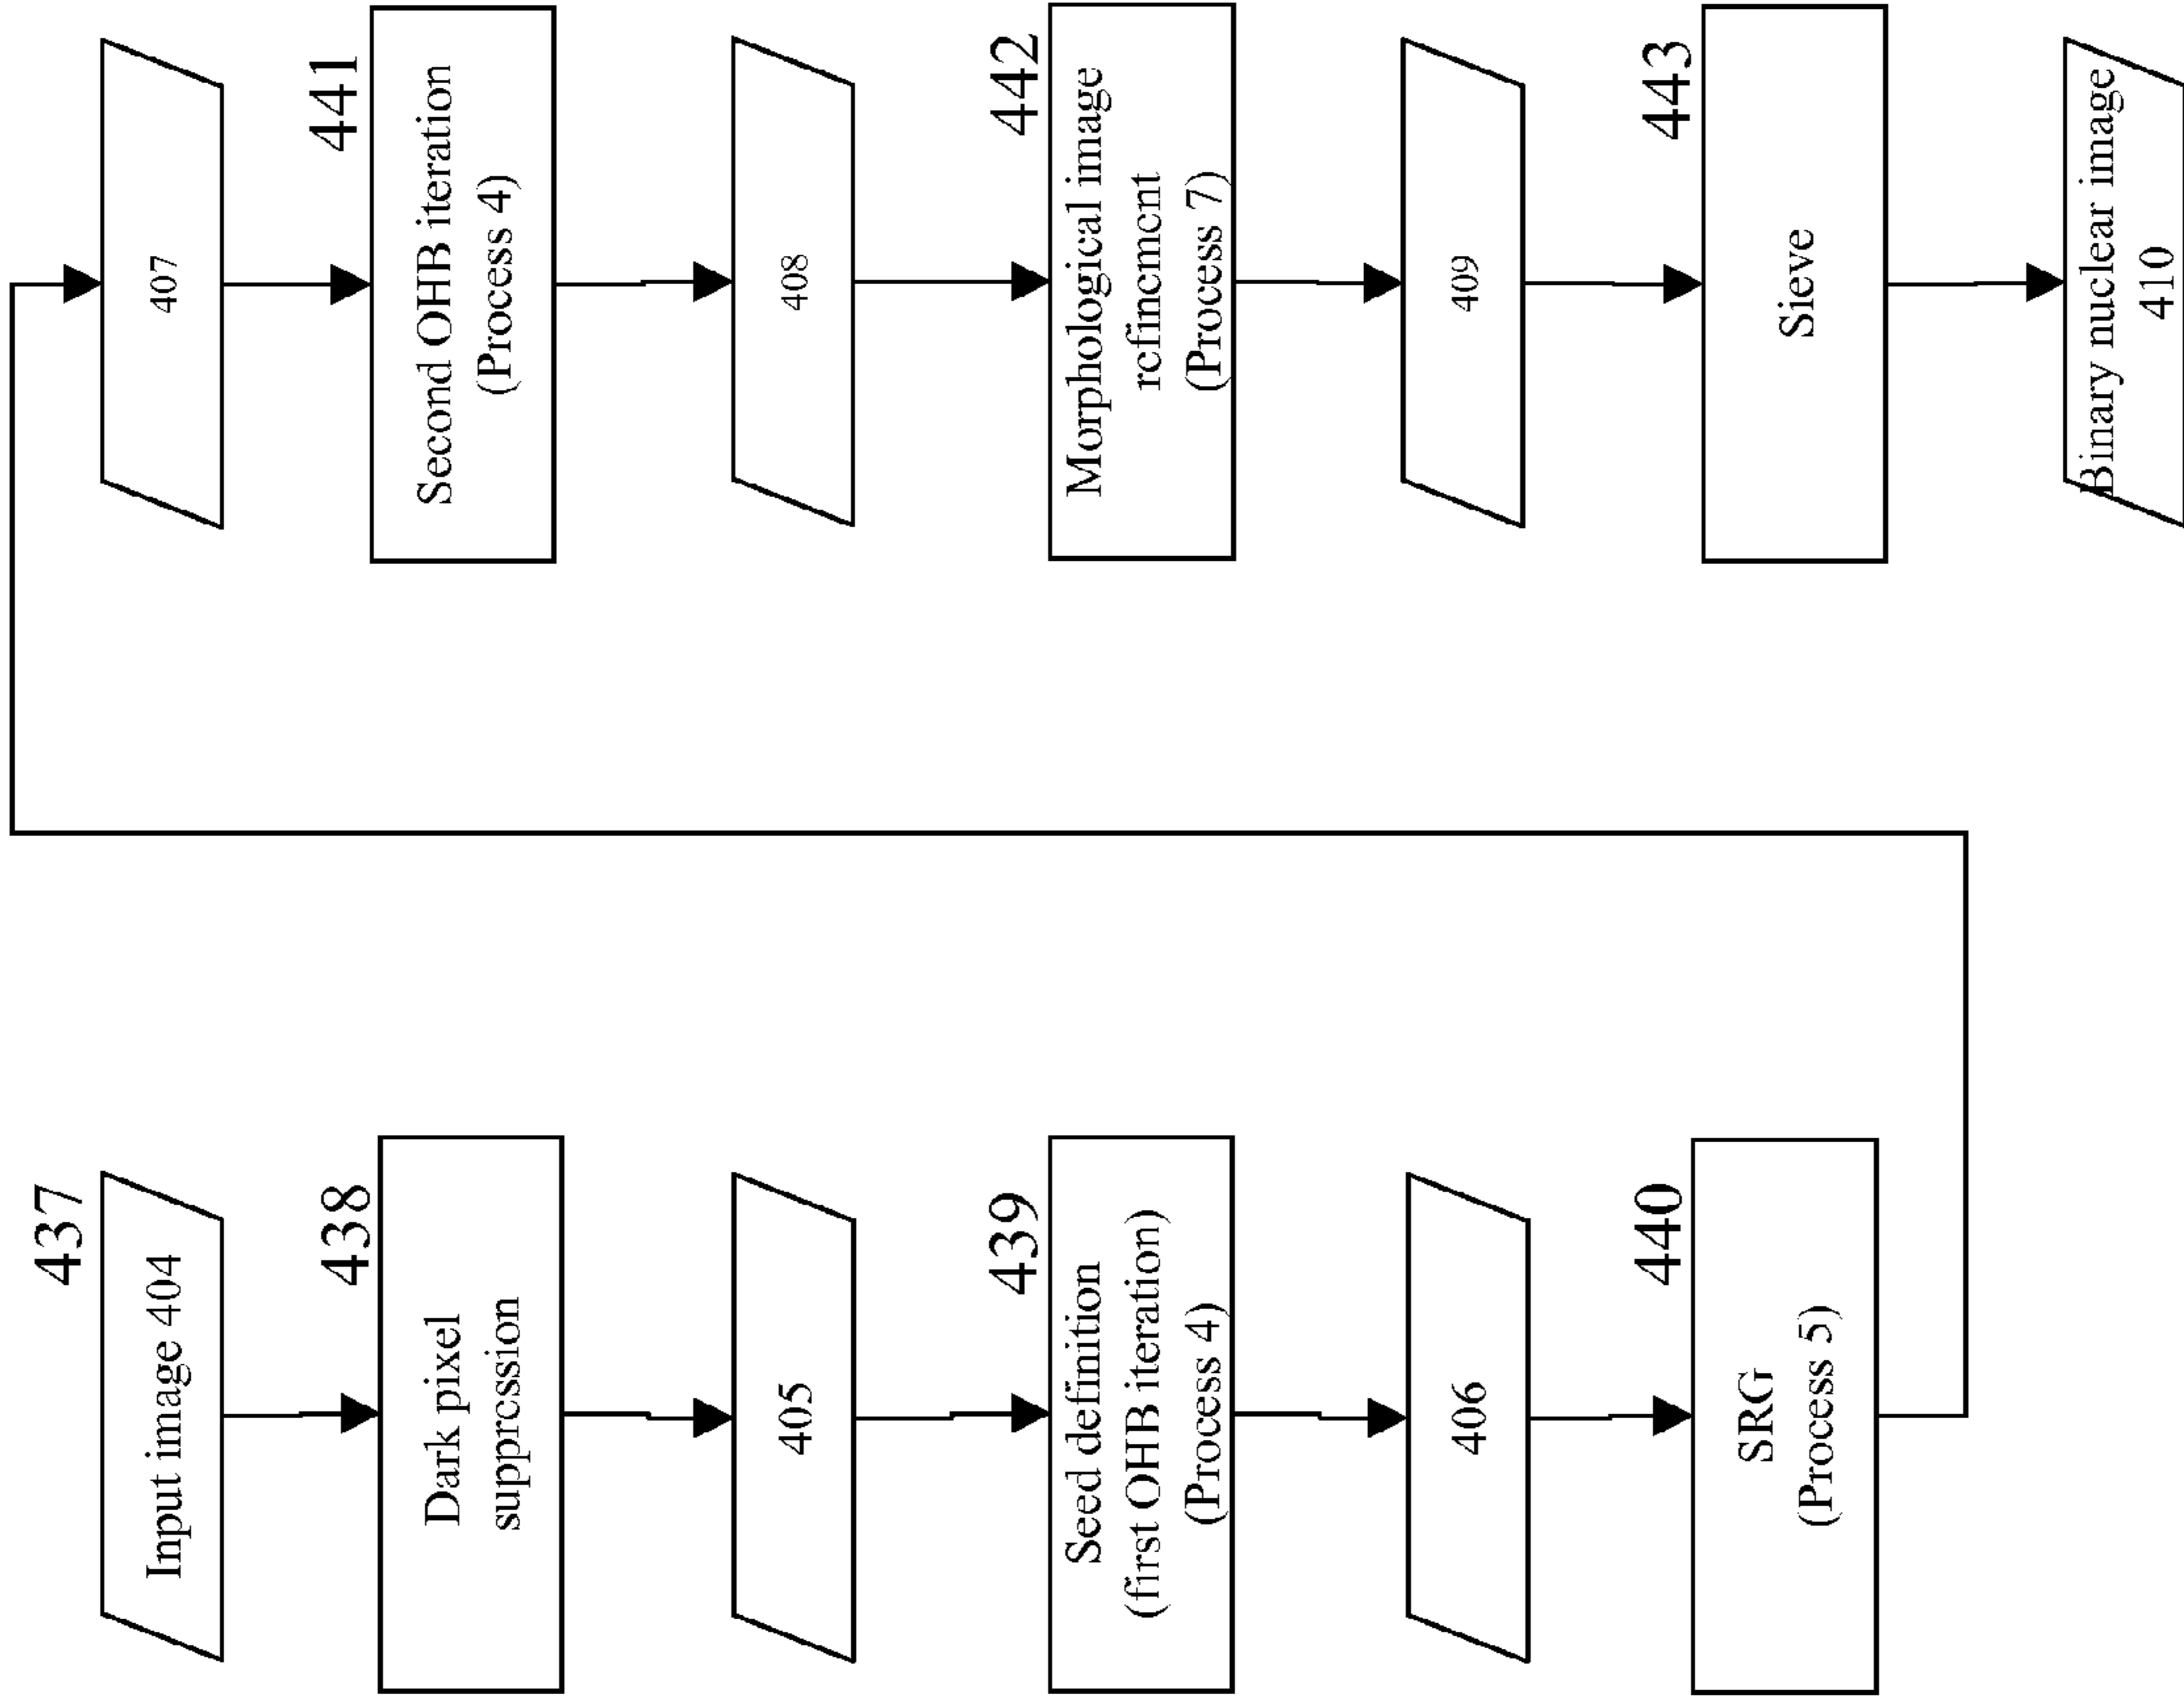 437
Input image 404
438
Dark pixel
suppression
405
439
Seed definition
(first OHB iteration)
(Process 4)
406
440
SRG
(Process 5)
407
441
Second OHB iteration
(Process 4)
408
442
Morphological image
refinement
(Process 7)
409
443
Sieve
Binary nuclear image
410